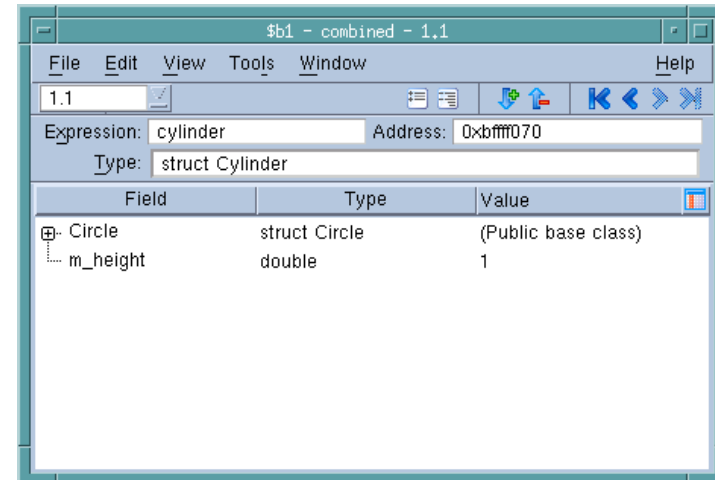 $b1 - combined - 1.1
File Edit View Tools Window Help
1.1
Expression: cylinder Address: 0xbffff070
Type: struct Cylinder
Field Type Value
Circle struct Circle (Public base class)
m_height double 1